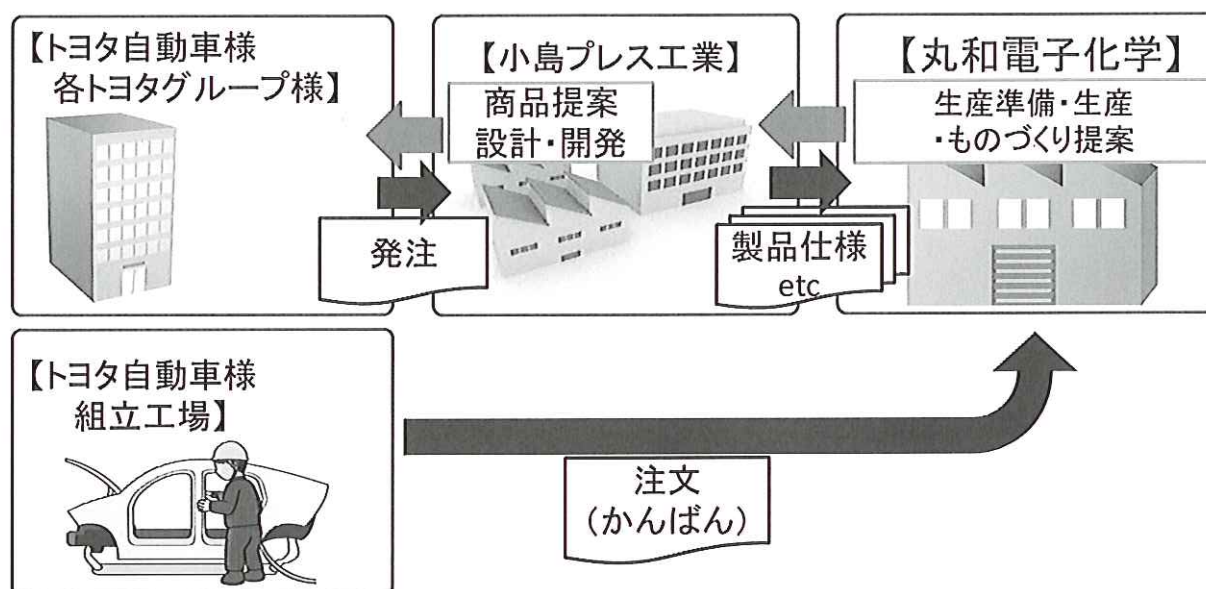 【トヨタ自動車様
各トヨタグループ様】
発注
【小島プレス工業】
商品提案
設計・開発
製品仕様
etc
【丸和電子化学】
生産準備・生産
・ものづくり提案
【トヨタ自動車様
組立工場】
注文
(かんばん)